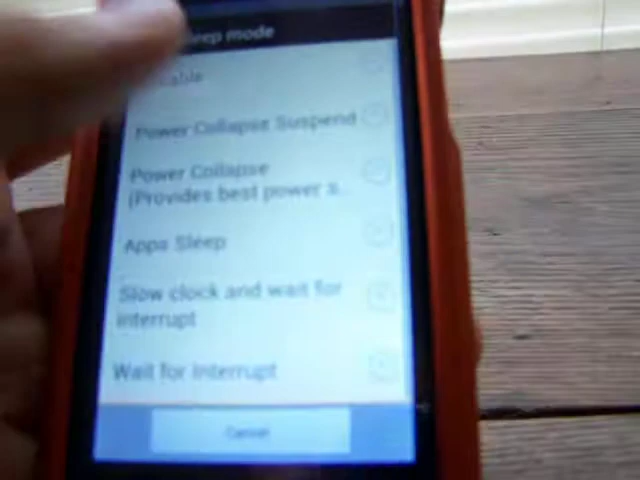 mode
Power Collapse Suspend
Power Collapse
(Provides best power s..
Apps Sleep
Slow clock and wait for
interrupt
Wait for Interrupt
Cancel